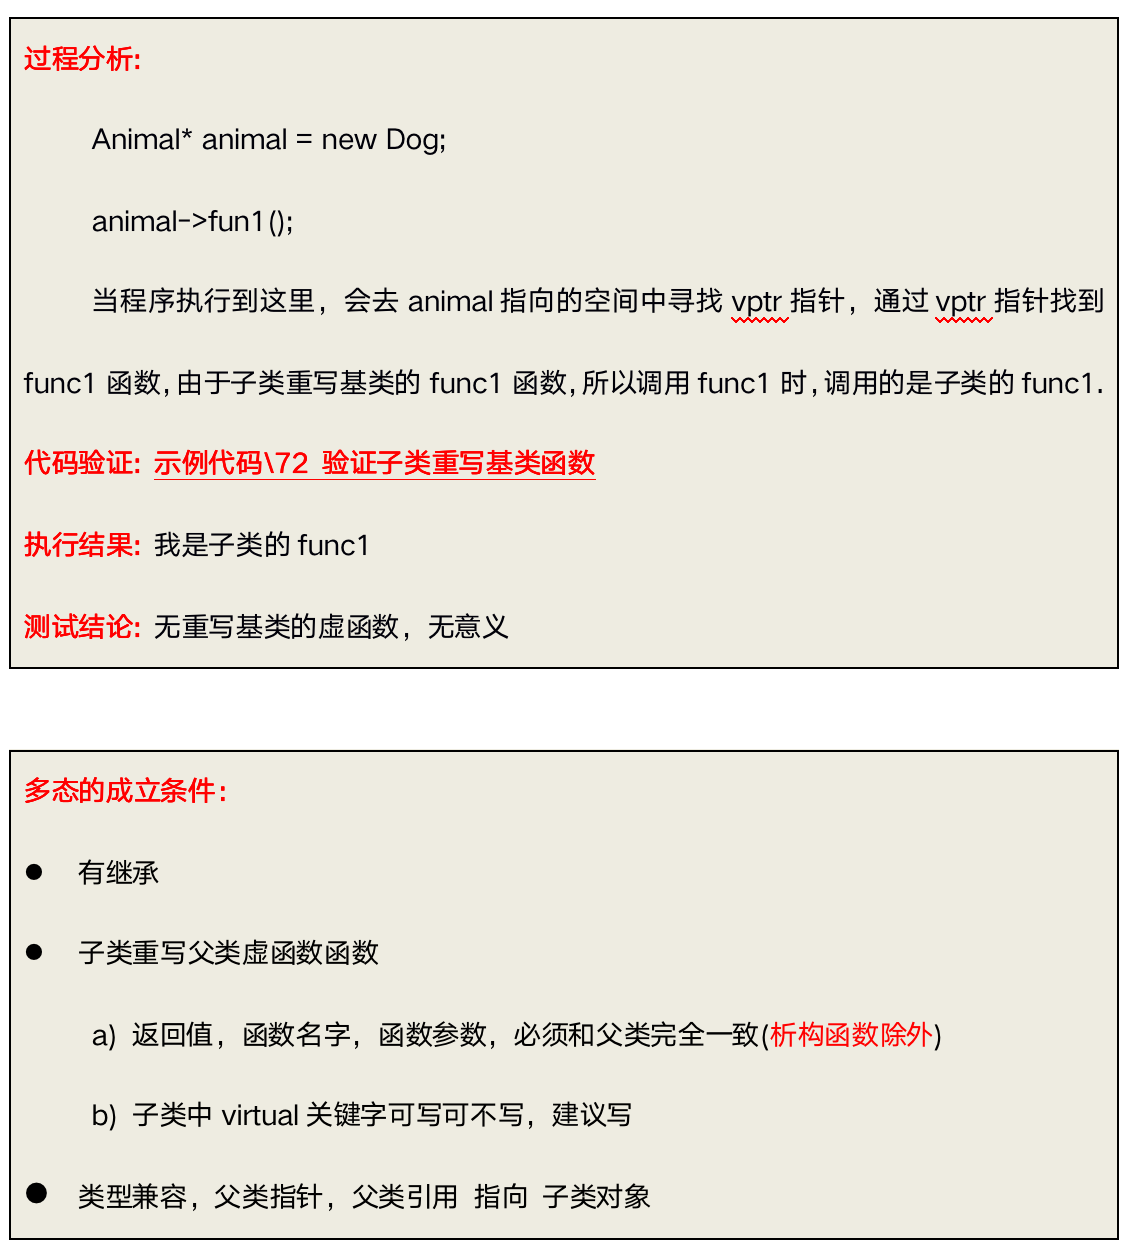 过程分析:
Animal* animal = new Dog;
animal->fun1();
当程序执行到这里，会去 animal 指向的空间中寻找 vptr 指针，通过 vptr 指针找到
func1 函数,由于子类重写基类的 func1 函数,所以调用 func1 时,调用的是子类的 func1.
代码验证: 示例代码\72 验证子类重写基类函数
执行结果: 我是子类的 func1
测试结论: 无重写基类的虚函数，无意义
多态的成立条件：
● 有继承
● 子类重写父类虚函数函数
a) 返回值，函数名字，函数参数，必须和父类完全一致(析构函数除外)
b) 子类中 virtual 关键字可写可不写，建议写
● 类型兼容，父类指针，父类引用 指向 子类对象